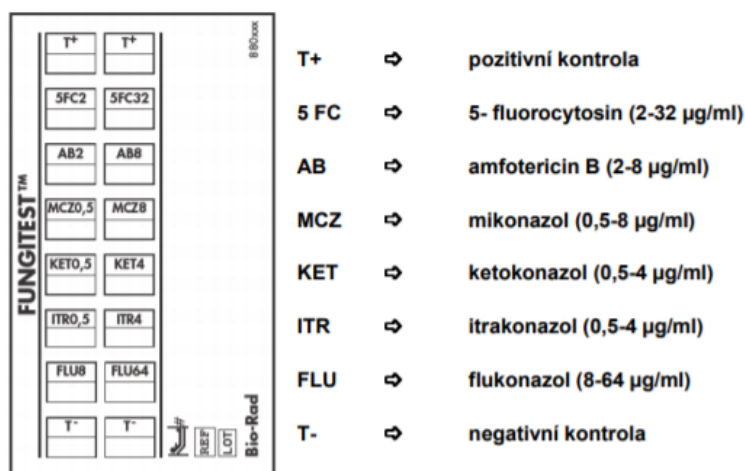 FUNGITEST™
T+ T+
5FC2 5FC32
AB2 AB8
MCZ0,5 MCZ8
KET0,5 KET4
ITR0,5 ITR4
FLU8 FLU64
T- T-
880xxx
#
REF
LOT
Bio-Rad
T+ ⇨ pozitivní kontrola
5 FC ⇨ 5- fluorocytosin (2-32 µg/ml)
AB ⇨ amfotericin B (2-8 µg/ml)
MCZ ⇨ mikonazol (0,5-8 µg/ml)
KET ⇨ ketokonazol (0,5-4 µg/ml)
ITR ⇨ itrakonazol (0,5-4 µg/ml)
FLU ⇨ flukonazol (8-64 µg/ml)
T- ⇨ negativní kontrola